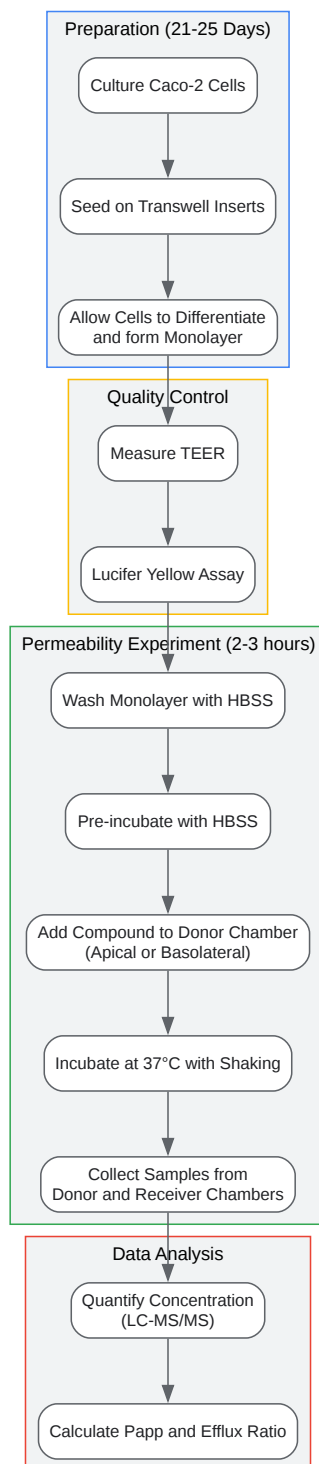 Preparation (21-25 Days)
Culture Caco-2 Cells
Seed on Transwell Inserts
Allow Cells to Differentiate
and form Monolayer
Quality Control
Measure TEER
Lucifer Yellow Assay
Permeability Experiment (2-3 hours)
Wash Monolayer with HBSS
Pre-incubate with HBSS
Add Compound to Donor Chamber
(Apical or Basolateral)
Incubate at 37°C with Shaking
Collect Samples from
Donor and Receiver Chambers
Data Analysis
Quantify Concentration
(LC-MS/MS)
Calculate Papp and Efflux Ratio